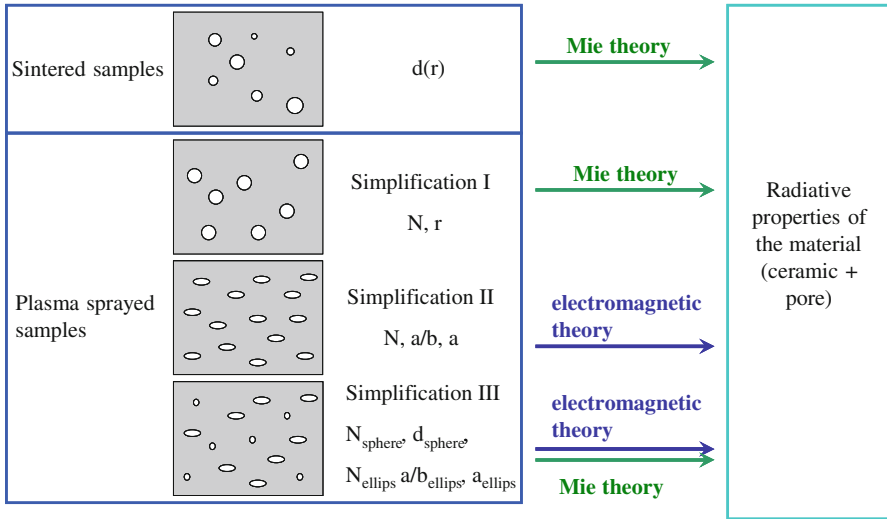 Sintered samples
d(r)
Mie theory
Plasma sprayed
samples
Simplification I
N, r
Mie theory
Simplification II
N, a/b, a
electromagnetic
theory
Simplification III
N_sphere, d_sphere,
N_ellips a/b_ellips, a_ellips
electromagnetic
theory
Mie theory
Radiative
properties of
the material
(ceramic +
pore)